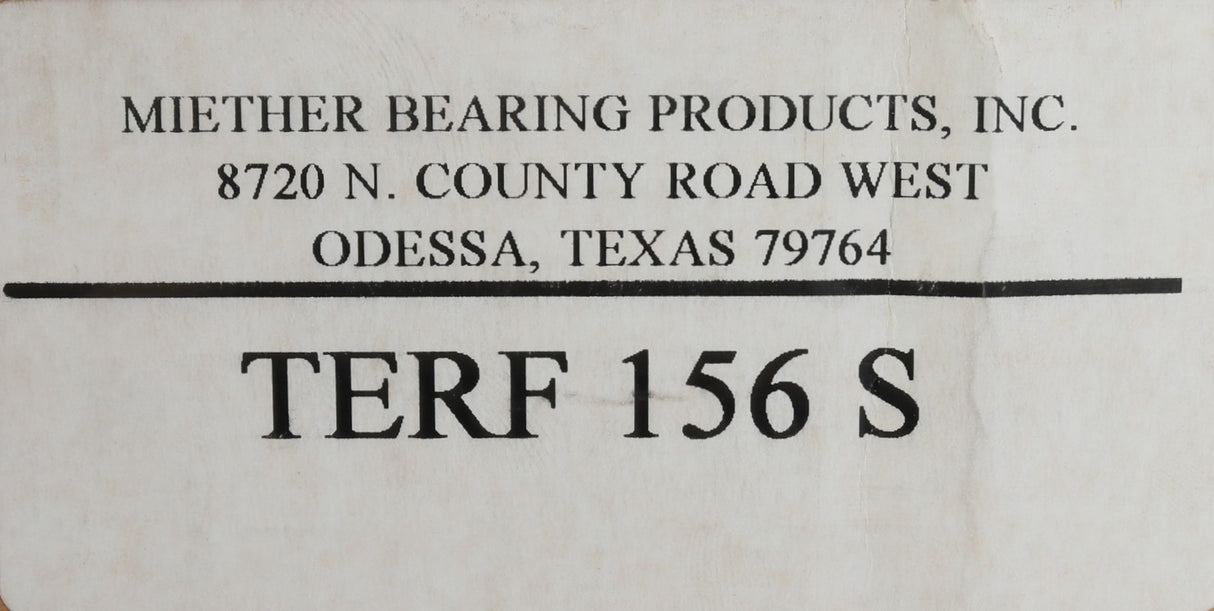 MIETHER BEARING PRODUCTS, INC.
8720 N. COUNTY ROAD WEST
ODESSA, TEXAS 79764
TERF 156 S